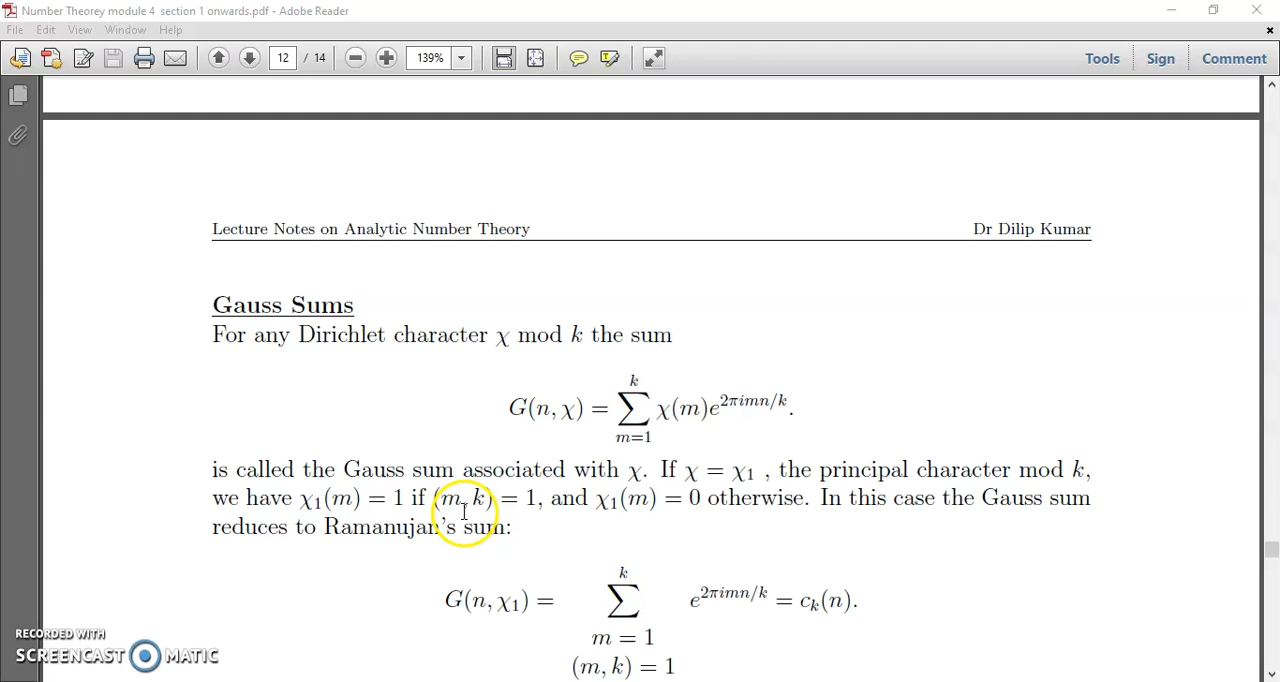 Number Theorey module 4 section 1 onwards.pdf - Adobe Reader
File Edit View Window Help
12 / 14 139% Tools Sign Comment
Lecture Notes on Analytic Number Theory Dr Dilip Kumar
Gauss Sums
For any Dirichlet character χ mod k the sum
G(n, χ) = ∑_{m=1}^{k} χ(m)e^{2πimn/k}.
is called the Gauss sum associated with χ. If χ = χ₁ , the principal character mod k,
we have χ₁(m) = 1 if (m, k) = 1, and χ₁(m) = 0 otherwise. In this case the Gauss sum
reduces to Ramanujan's sum:
G(n, χ₁) = ∑_{m = 1, (m, k) = 1}^{k} e^{2πimn/k} = c_k(n).
RECORDED WITH
SCREENCAST MATIC